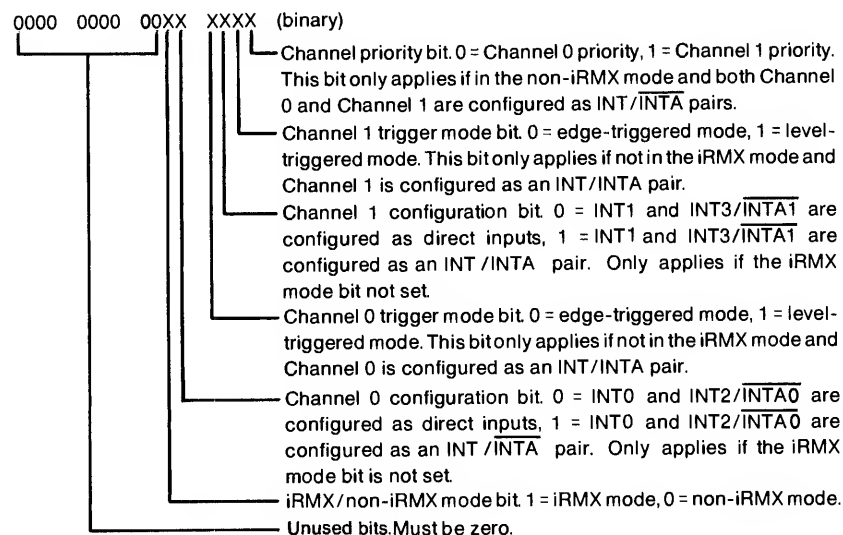 0000 0000 00XX XXXX (binary)
Channel priority bit. 0 = Channel 0 priority, 1 = Channel 1 priority.
This bit only applies if in the non-iRMX mode and both Channel
0 and Channel 1 are configured as INT/INTA pairs.
Channel 1 trigger mode bit. 0 = edge-triggered mode, 1 = level-
triggered mode. This bit only applies if not in the iRMX mode and
Channel 1 is configured as an INT/INTA pair.
Channel 1 configuration bit. 0 = INT1 and INT3/INTA1 are
configured as direct inputs, 1 = INT1 and INT3/INTA1 are
configured as an INT /INTA pair. Only applies if the iRMX
mode bit not set.
Channel 0 trigger mode bit. 0 = edge-triggered mode, 1 = level-
triggered mode. This bit only applies if not in the iRMX mode and
Channel 0 is configured as an INT/INTA pair.
Channel 0 configuration bit. 0 = INT0 and INT2/INTA0 are
configured as direct inputs, 1 = INT0 and INT2/INTA0 are
configured as an INT /INTA pair. Only applies if the iRMX
mode bit is not set.
iRMX/non-iRMX mode bit. 1 = iRMX mode, 0 = non-iRMX mode.
Unused bits. Must be zero.